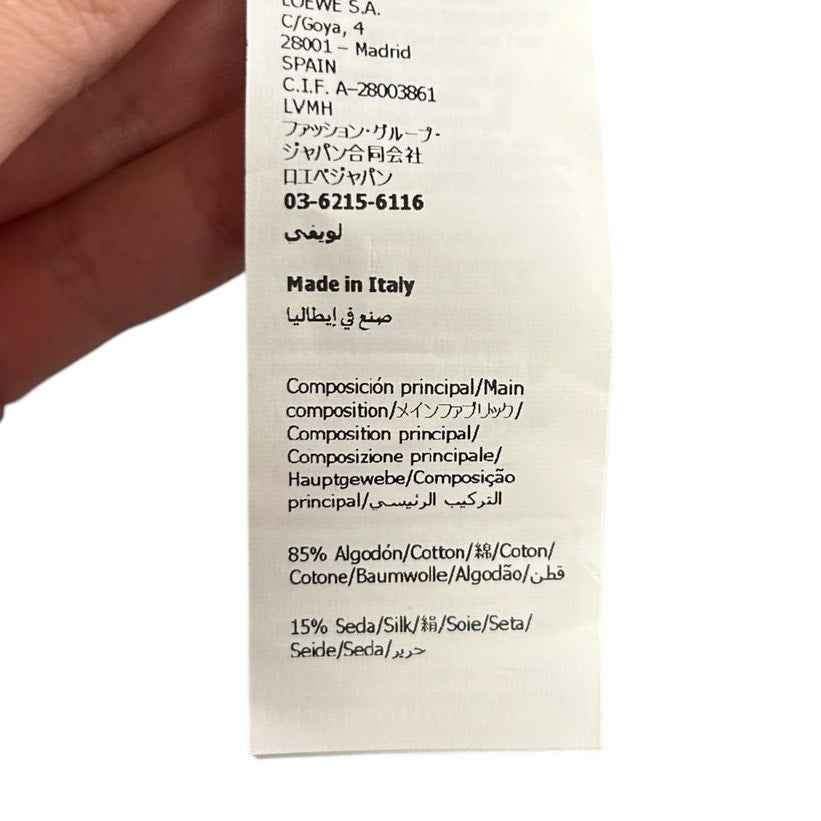 LOEWE S.A.
C/Goya, 4
28001 – Madrid
SPAIN
C.I.F. A–28003861
LVMH
ファッション・グループ・
ジャパン合同会社
ロエベジャパン
03-6215-6116
لويفي
Made in Italy
صنع في إيطاليا
Composición principal/Main
composition/メインファブリック/
Composition principal/
Composizione principale/
Hauptgewebe/Composição
principal/التركيب الرئيسي
85% Algodón/Cotton/綿/Coton/
Cotone/Baumwolle/Algodão/قطن
15% Seda/Silk/絹/Soie/Seta/
Seide/Seda/حرير